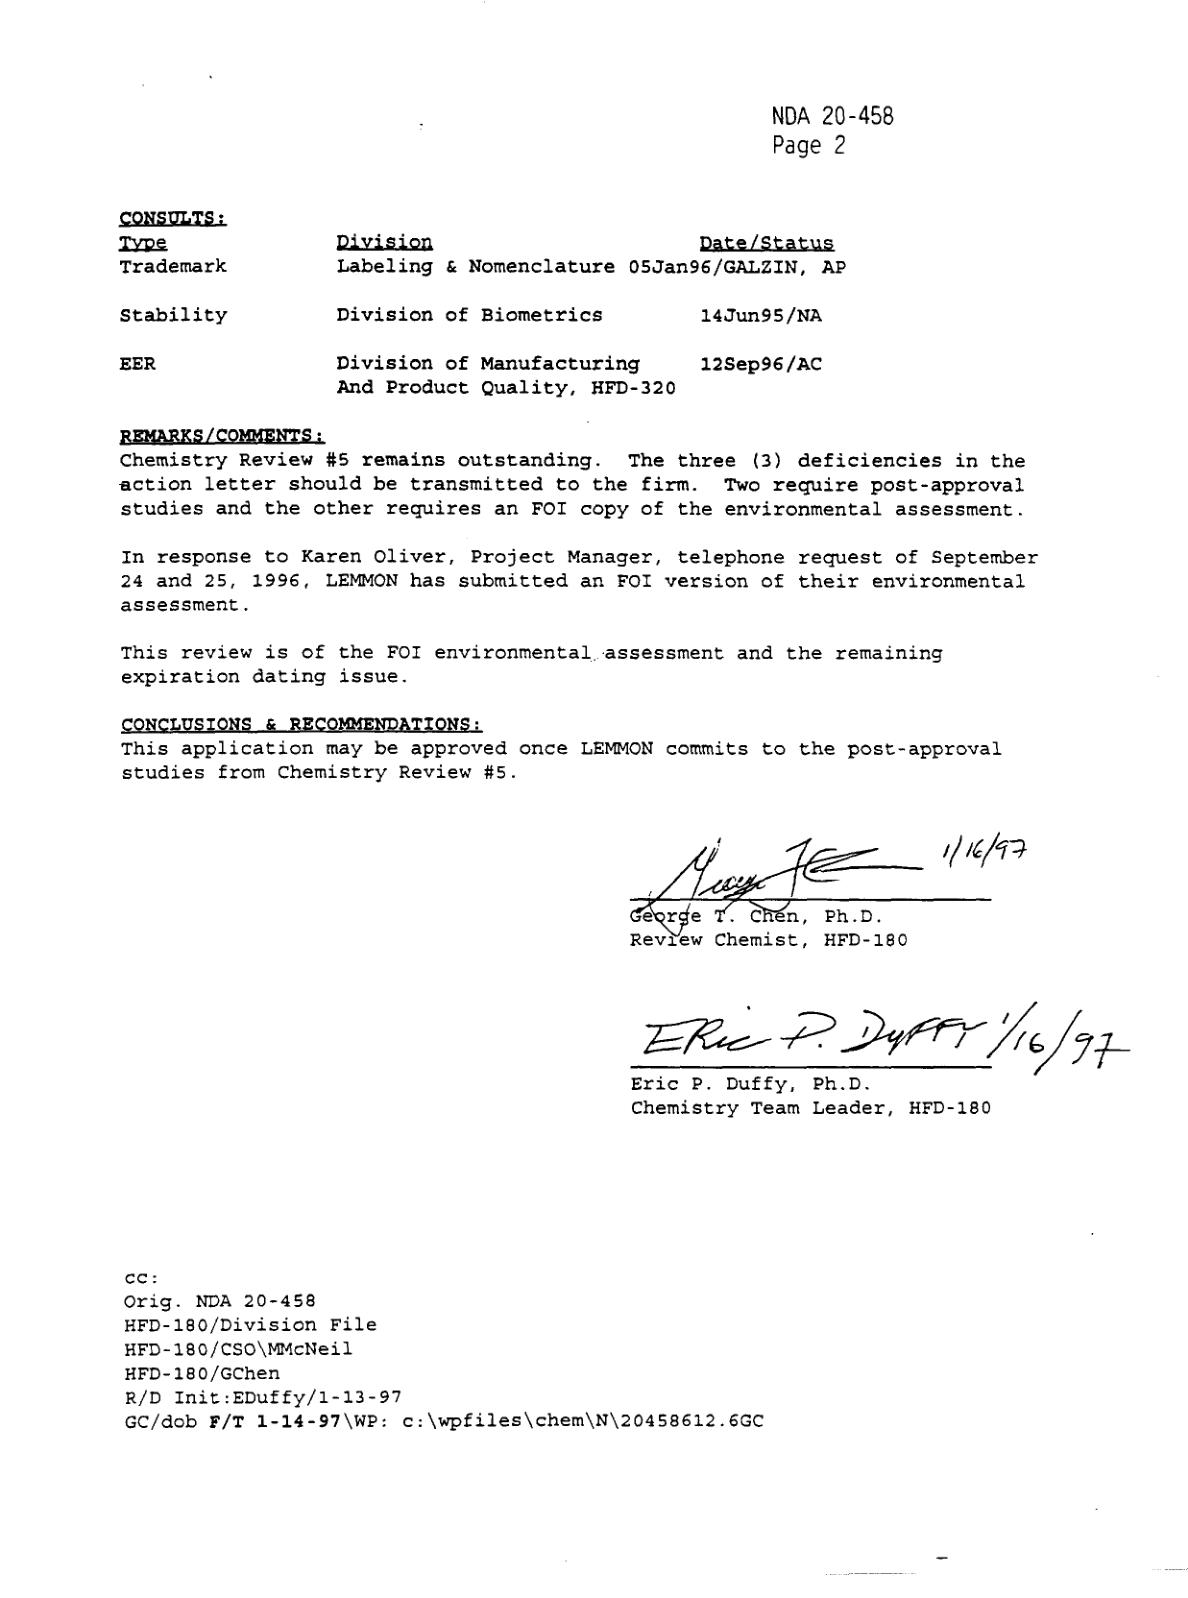 NDA 20-458
Page 2
CONSULTS:
Type Division Date/Status
Trademark Labeling & Nomenclature 05Jan96/GALZIN, AP
Stability Division of Biometrics 14Jun95/NA
EER Division of Manufacturing 12Sep96/AC
And Product Quality, HFD-320
REMARKS/COMMENTS:
Chemistry Review #5 remains outstanding. The three (3) deficiencies in the
action letter should be transmitted to the firm. Two require post-approval
studies and the other requires an FOI copy of the environmental assessment.
In response to Karen Oliver, Project Manager, telephone request of September
24 and 25, 1996, LEMMON has submitted an FOI version of their environmental
assessment.
This review is of the FOI environmental assessment and the remaining
expiration dating issue.
CONCLUSIONS & RECOMMENDATIONS:
This application may be approved once LEMMON commits to the post-approval
studies from Chemistry Review #5.
1/16/97
George T. Chen, Ph.D.
Review Chemist, HFD-180
Eric P. Duffy 1/16/97
Eric P. Duffy, Ph.D.
Chemistry Team Leader, HFD-180
cc:
Orig. NDA 20-458
HFD-180/Division File
HFD-180/CSO\MMcNeil
HFD-180/GChen
R/D Init:EDuffy/1-13-97
GC/dob F/T 1-14-97\WP: c:\wpfiles\chem\N\20458612.6GC